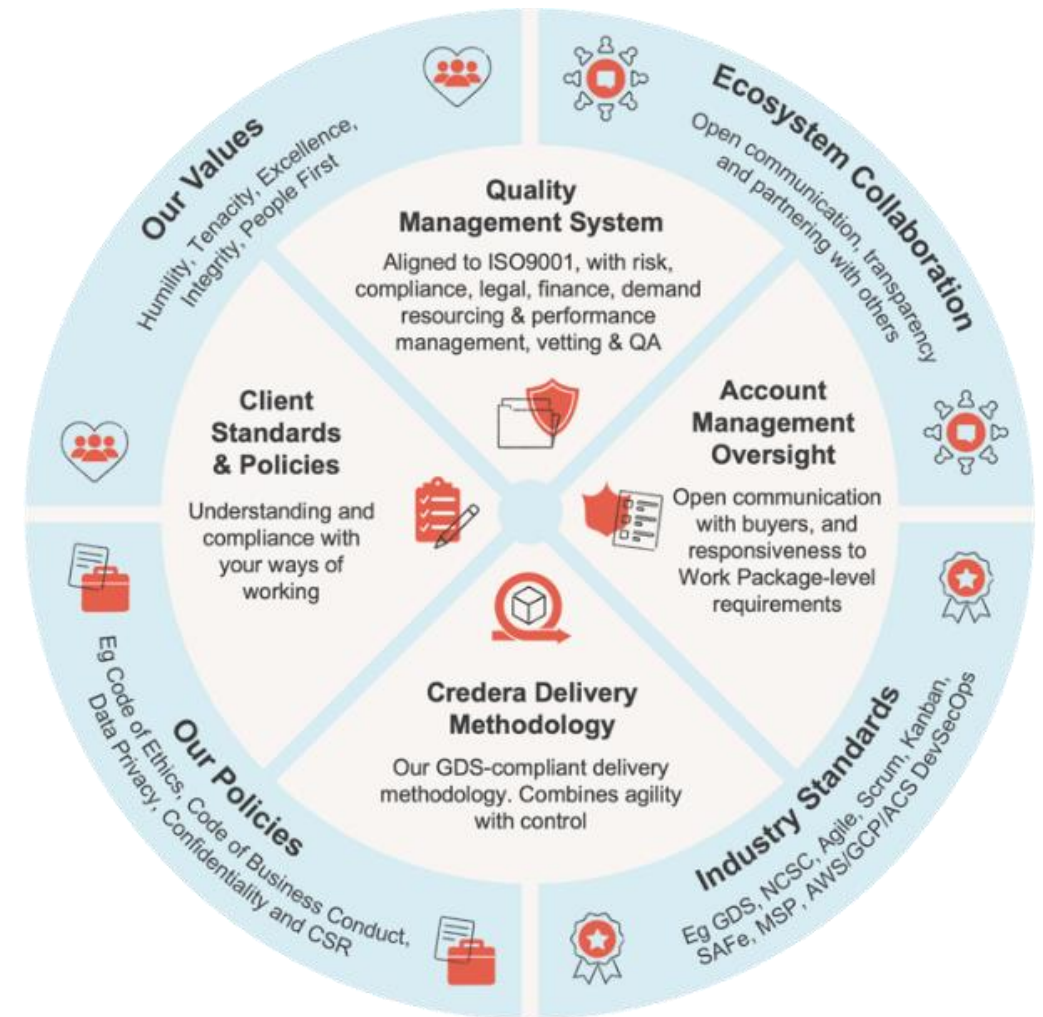 Our Values
Humility, Tenacity, Excellence,
Integrity, People First
Ecosystem Collaboration
Open communication, transparency
and partnering with others
Quality
Management System
Aligned to ISO9001, with risk,
compliance, legal, finance, demand
resourcing & performance
management, vetting & QA
Client
Standards
& Policies
Understanding and
compliance with
your ways of
working
Account
Management
Oversight
Open communication
with buyers, and
responsiveness to
Work Package-level
requirements
Credera Delivery
Methodology
Our GDS-compliant delivery
methodology. Combines agility
with control
Our Policies
Eg Code of Ethics, Code of Business Conduct,
Data Privacy, Confidentiality and CSR
Industry Standards
Eg GDS, NCSC, Agile, Scrum, Kanban,
SAFe, MSP, AWS/GCP/ACS DevSecOps